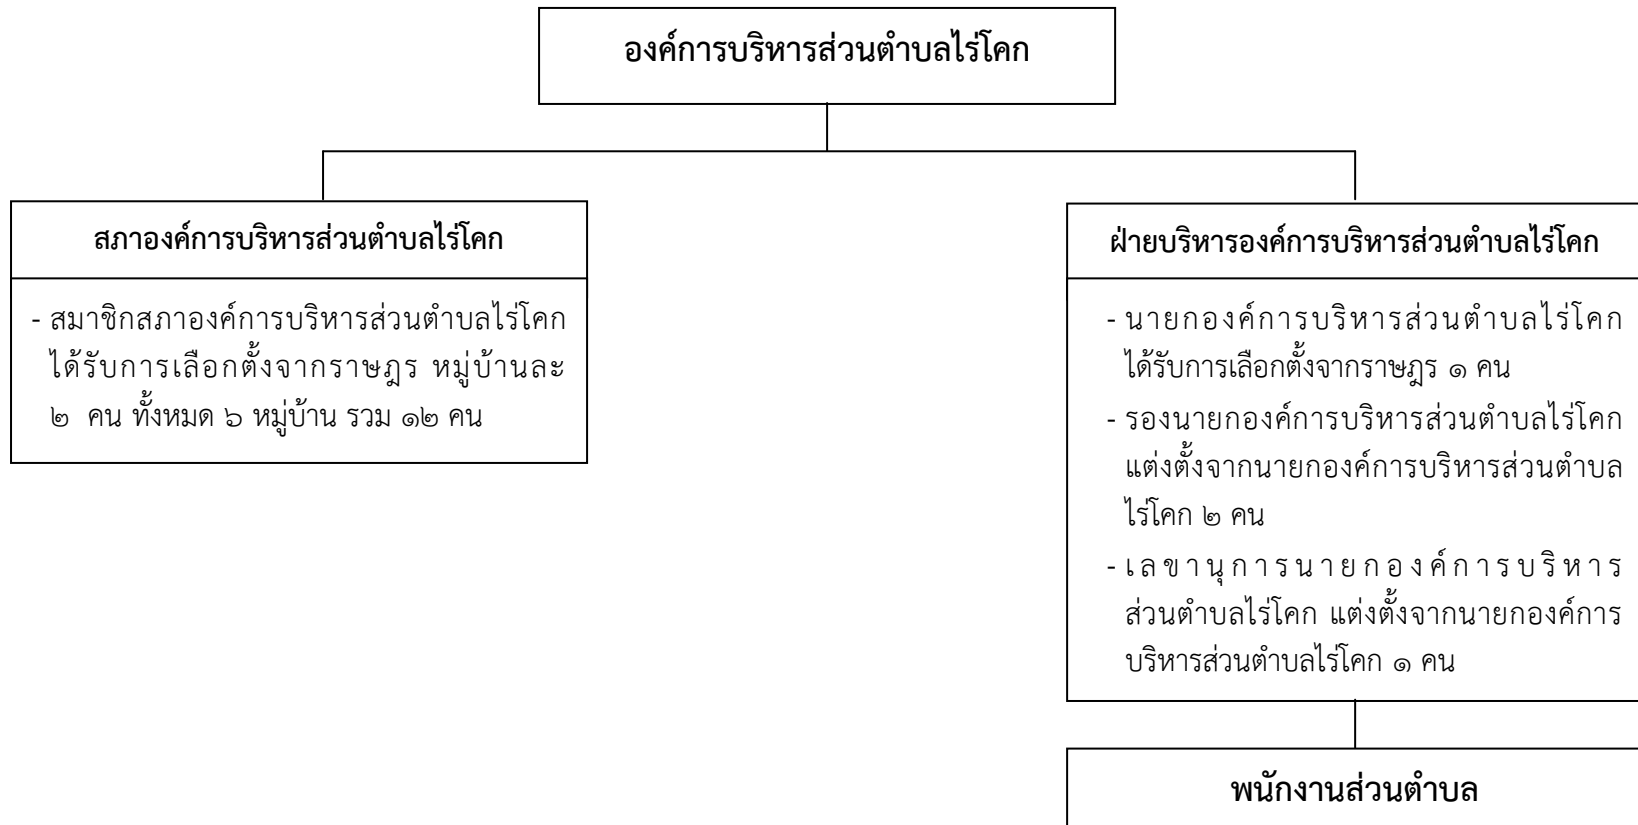 องค์การบริหารส่วนตำบลไร่โคก
สภาองค์การบริหารส่วนตำบลไร่โคก
- สมาชิกสภาองค์การบริหารส่วนตำบลไร่โคก
ได้รับการเลือกตั้งจากราษฎร หมู่บ้านละ
๒ คน ทั้งหมด ๖ หมู่บ้าน รวม ๑๒ คน
ฝ่ายบริหารองค์การบริหารส่วนตำบลไร่โคก
- นายกองค์การบริหารส่วนตำบลไร่โคก
ได้รับการเลือกตั้งจากราษฎร ๑ คน
- รองนายกองค์การบริหารส่วนตำบลไร่โคก
แต่งตั้งจากนายกองค์การบริหารส่วนตำบล
ไร่โคก ๒ คน
- เลขานุการนายกองค์การบริหาร
ส่วนตำบลไร่โคก แต่งตั้งจากนายกองค์การ
บริหารส่วนตำบลไร่โคก ๑ คน
พนักงานส่วนตำบล